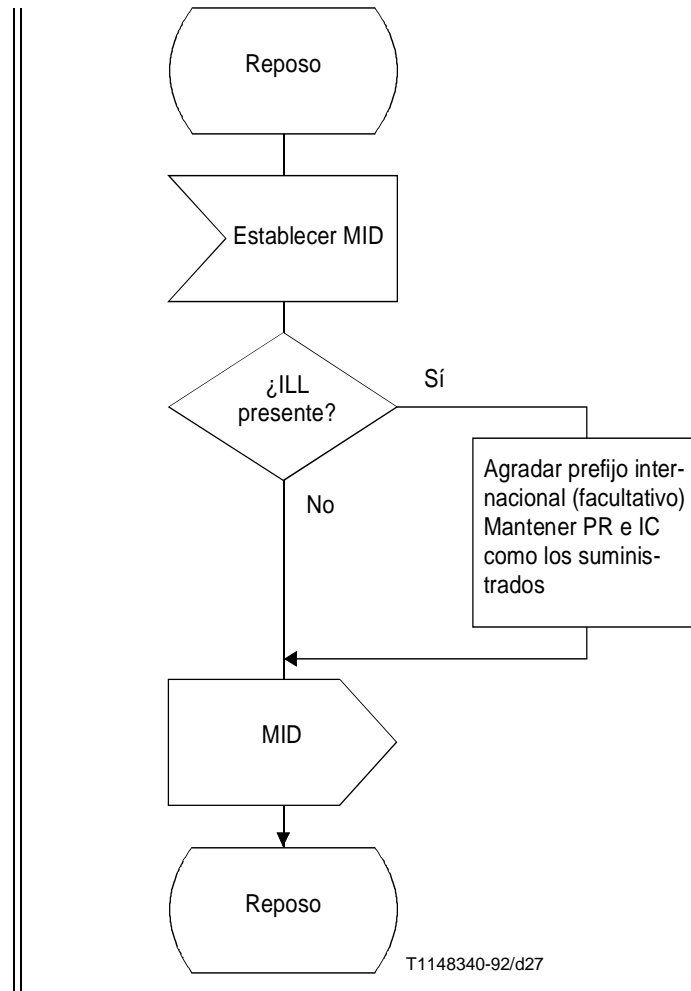 Reposo
Establecer MID
¿ILL
presente?
Sí
No
Agradar prefijo inter-
nacional (facultativo)
Mantener PR e IC
como los suminis-
trados
MID
Reposo
T1148340-92/d27